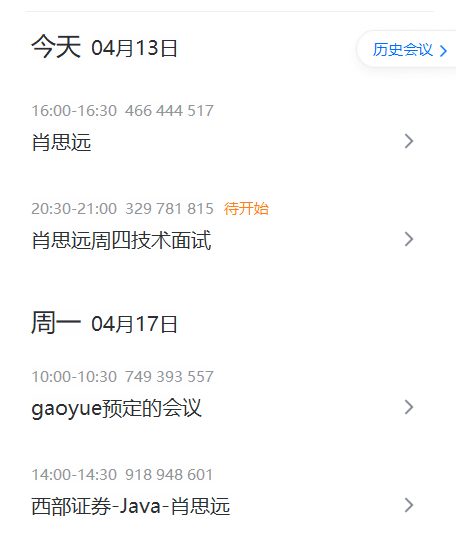 今天 04月13日
历史会议
16:00-16:30 466 444 517
肖思远
20:30-21:00 329 781 815 待开始
肖思远周四技术面试
周一 04月17日
10:00-10:30 749 393 557
gaoyue预定的会议
14:00-14:30 918 948 601
西部证券-Java-肖思远